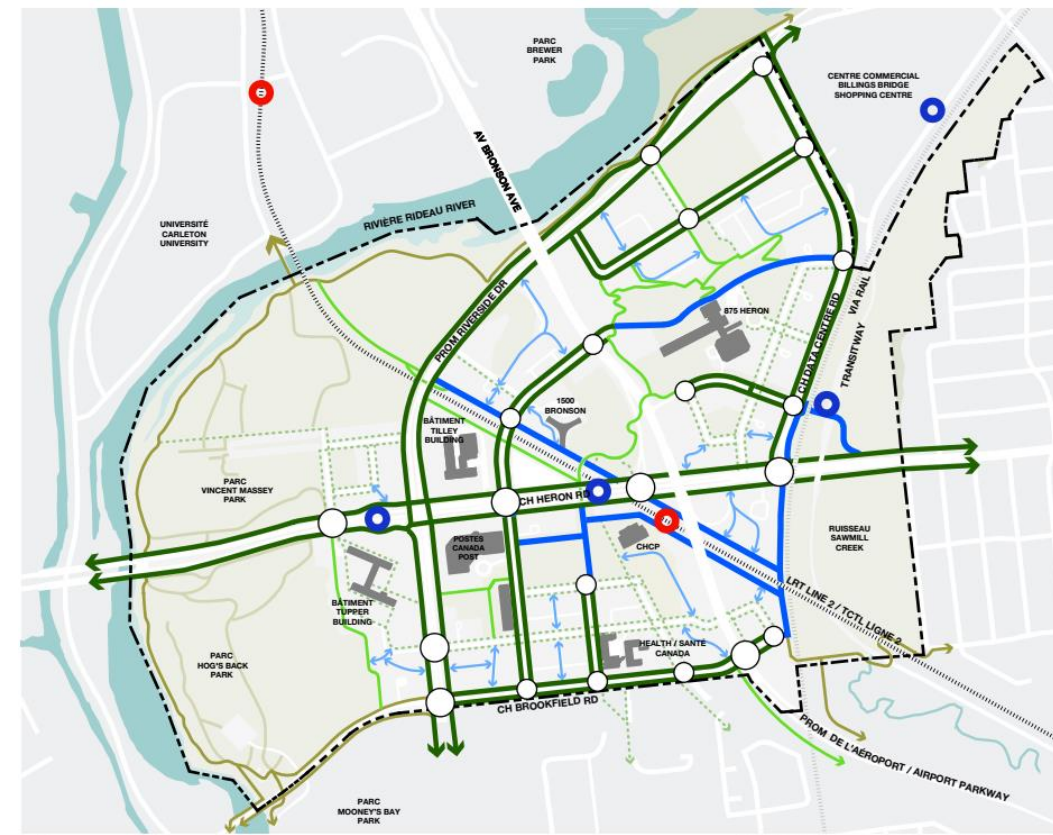 PARC
BREWER
PARK
CENTRE COMMERCIAL
BILLINGS BRIDGE
SHOPPING CENTRE
AV BRONSON AVE
RIVIÈRE RIDEAU RIVER
UNIVERSITÉ
CARLETON
UNIVERSITY
PROM RIVERSIDE DR
875 HERON
CH DATA CENTRE RD
VIA RAIL
TRANSITWAY
1500
BRONSON
BÂTIMENT
TILLEY
BUILDING
PARC
VINCENT MASSEY
PARK
CH HERON RD
POSTES
CANADA
POST
CHCP
RUISSEAU
SAWMILL
CREEK
LRT LINE 2 / TCTL LIGNE 2
BÂTIMENT
TUPPER
BUILDING
HEALTH / SANTÉ
CANADA
PARC
HOG'S BACK
PARK
CH BROOKFIELD RD
PROM DE L'AÉROPORT / AIRPORT PARKWAY
PARC
MOONEY'S BAY
PARK